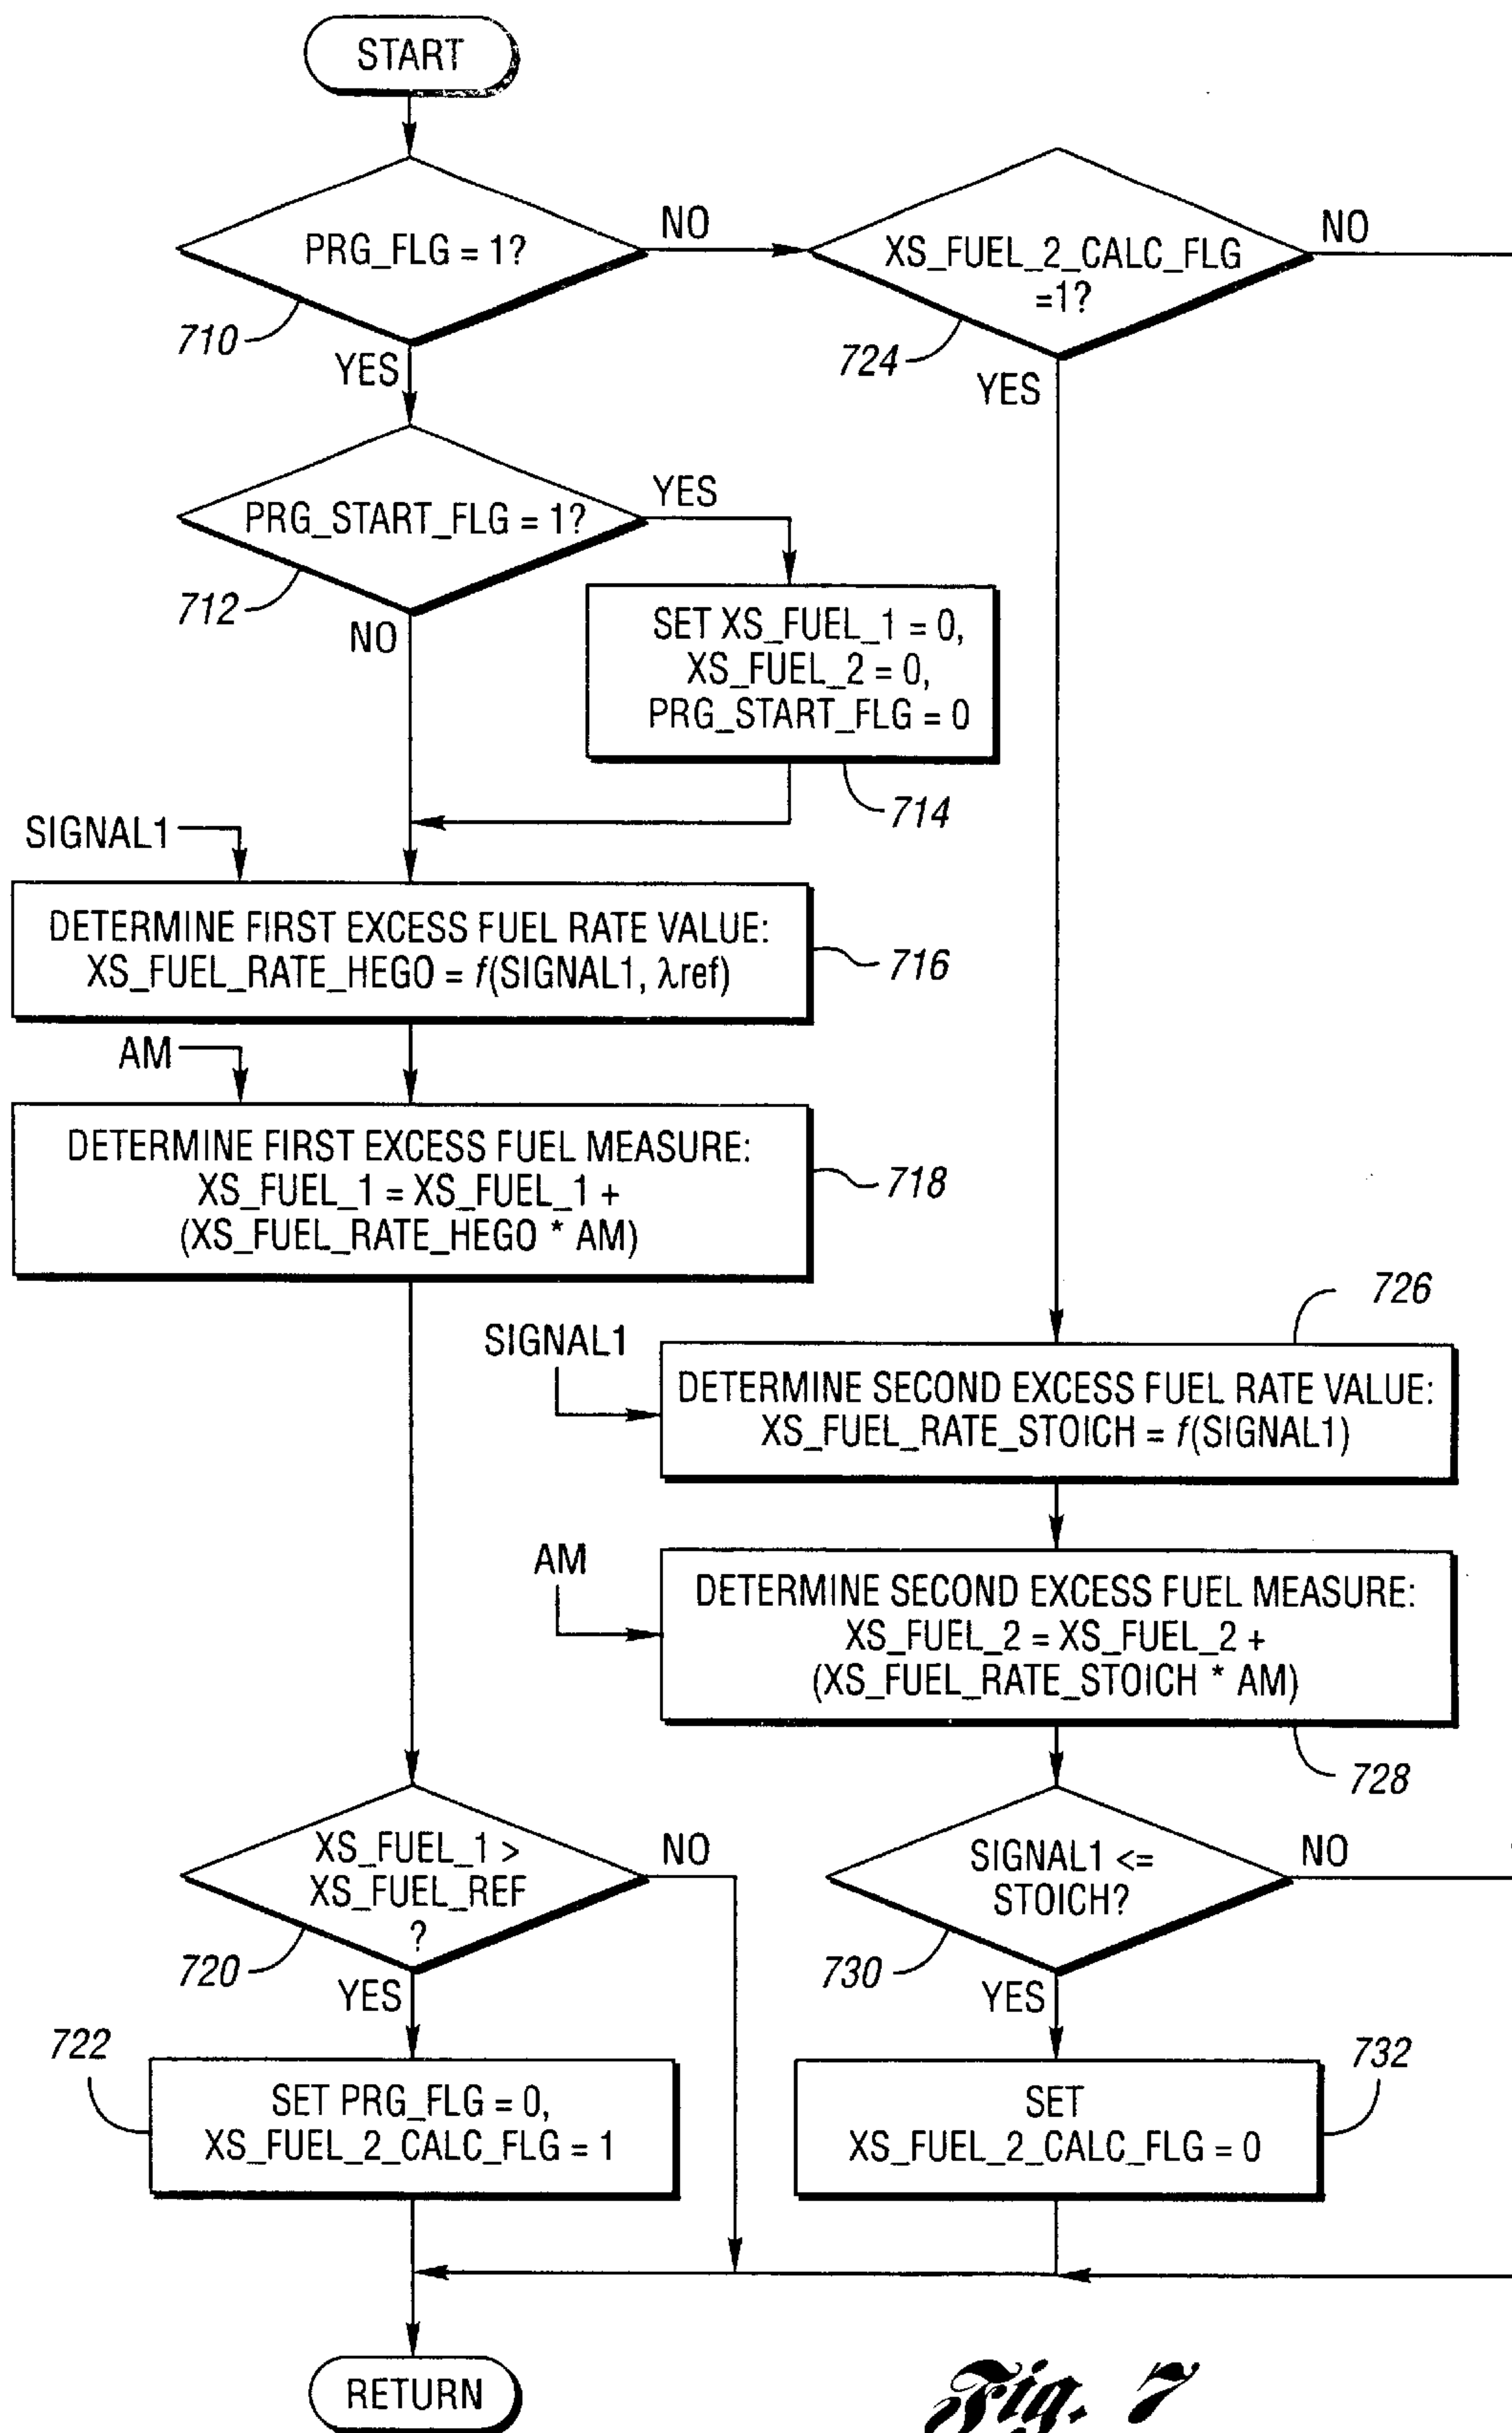 START
PRG_FLG = 1?
NO
710
YES
XS_FUEL_2_CALC_FLG
=1?
NO
724
YES
PRG_START_FLG = 1?
YES
712
NO
SET XS_FUEL_1 = 0,
XS_FUEL_2 = 0,
PRG_START_FLG = 0
714
SIGNAL1
DETERMINE FIRST EXCESS FUEL RATE VALUE:
XS_FUEL_RATE_HEGO = f(SIGNAL1, λref)
716
AM
DETERMINE FIRST EXCESS FUEL MEASURE:
XS_FUEL_1 = XS_FUEL_1 +
(XS_FUEL_RATE_HEGO * AM)
718
726
SIGNAL1
DETERMINE SECOND EXCESS FUEL RATE VALUE:
XS_FUEL_RATE_STOICH = f(SIGNAL1)
AM
DETERMINE SECOND EXCESS FUEL MEASURE:
XS_FUEL_2 = XS_FUEL_2 +
(XS_FUEL_RATE_STOICH * AM)
728
XS_FUEL_1 >
XS_FUEL_REF
?
NO
720
YES
SIGNAL1 <=
STOICH?
NO
730
YES
722
SET PRG_FLG = 0,
XS_FUEL_2_CALC_FLG = 1
SET
XS_FUEL_2_CALC_FLG = 0
732
RETURN
Fig. 7